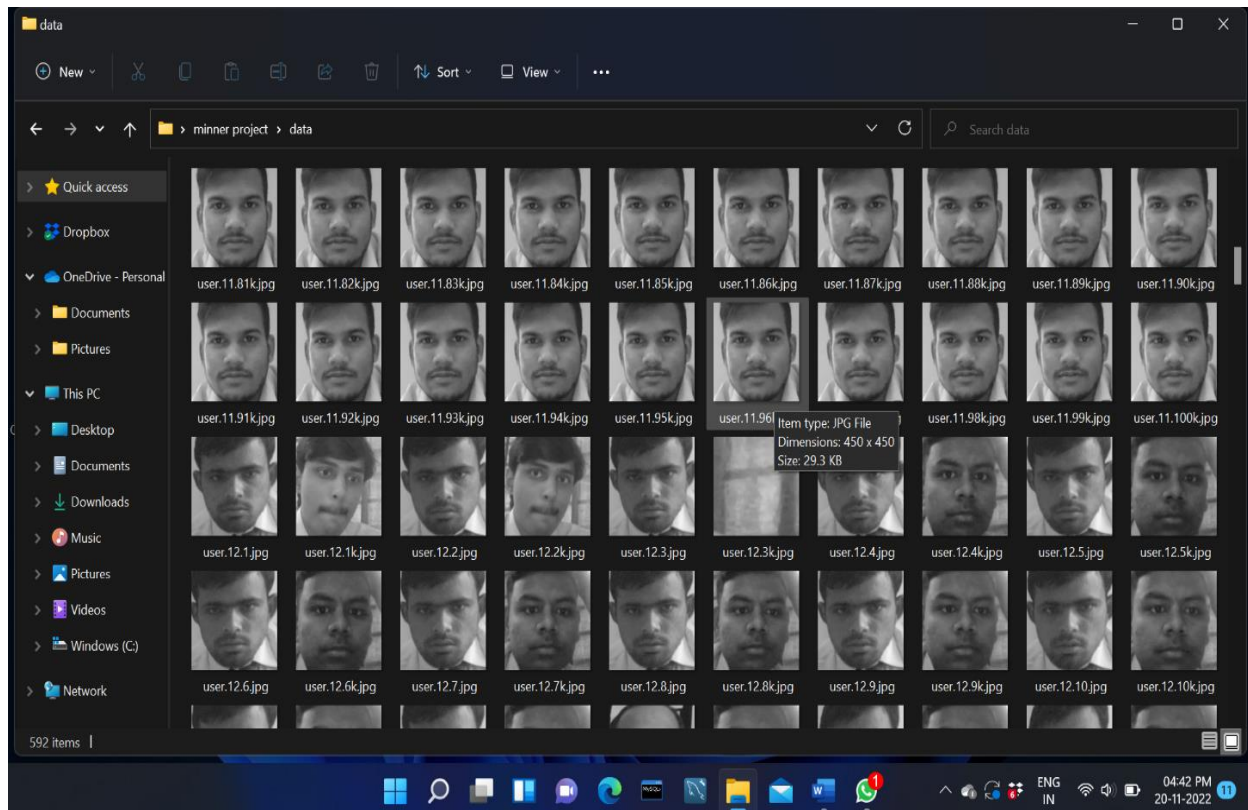 data
New
Sort
View
minner project > data
Search data
Quick access
Dropbox
OneDrive - Personal
Documents
Pictures
This PC
Desktop
Documents
Downloads
Music
Pictures
Videos
Windows (C:)
Network
user.11.81k.jpg user.11.82k.jpg user.11.83k.jpg user.11.84k.jpg user.11.85k.jpg user.11.86k.jpg user.11.87k.jpg user.11.88k.jpg user.11.89k.jpg user.11.90k.jpg
user.11.91k.jpg user.11.92k.jpg user.11.93k.jpg user.11.94k.jpg user.11.95k.jpg user.11.96 user.11.98k.jpg user.11.99k.jpg user.11.100k.jpg
Item type: JPG File
Dimensions: 450 x 450
Size: 29.3 KB
user.12.1.jpg user.12.1k.jpg user.12.2.jpg user.12.2k.jpg user.12.3.jpg user.12.3k.jpg user.12.4.jpg user.12.4k.jpg user.12.5.jpg user.12.5k.jpg
user.12.6.jpg user.12.6k.jpg user.12.7.jpg user.12.7k.jpg user.12.8.jpg user.12.8k.jpg user.12.9.jpg user.12.9k.jpg user.12.10.jpg user.12.10k.jpg
592 items
1
ENG
IN
04:42 PM
20-11-2022
11